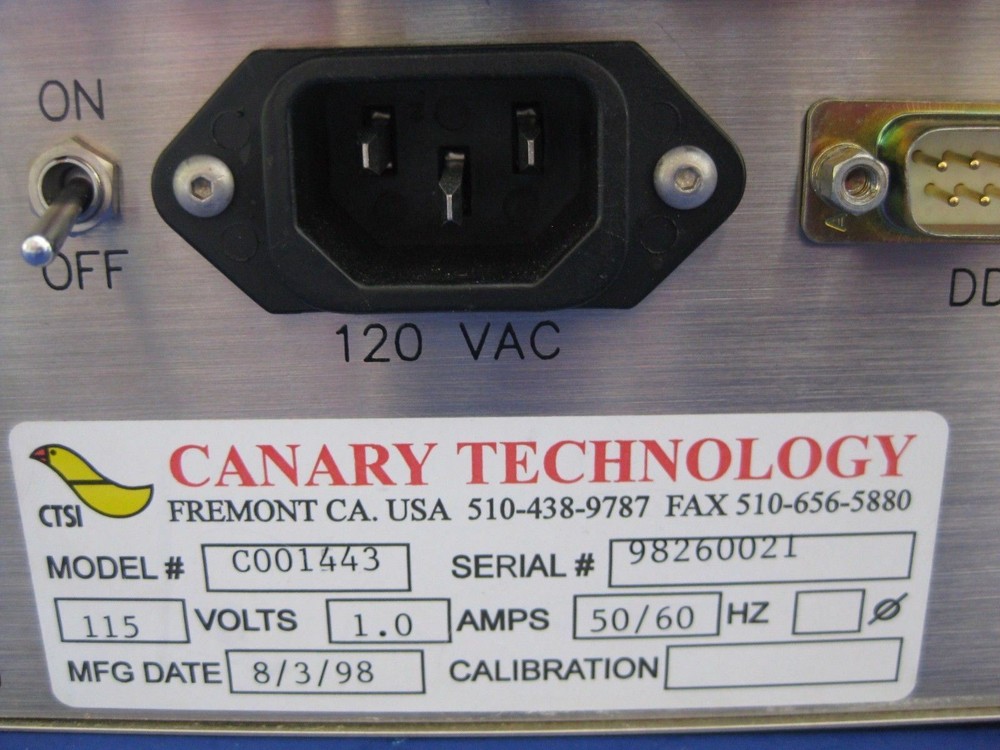 ON
OFF
120 VAC
DD
CANARY TECHNOLOGY
CTSI
FREMONT CA. USA 510-438-9787 FAX 510-656-5880
MODEL # C001443 SERIAL # 98260021
115 VOLTS 1.0 AMPS 50/60 HZ Ø
MFG DATE 8/3/98 CALIBRATION